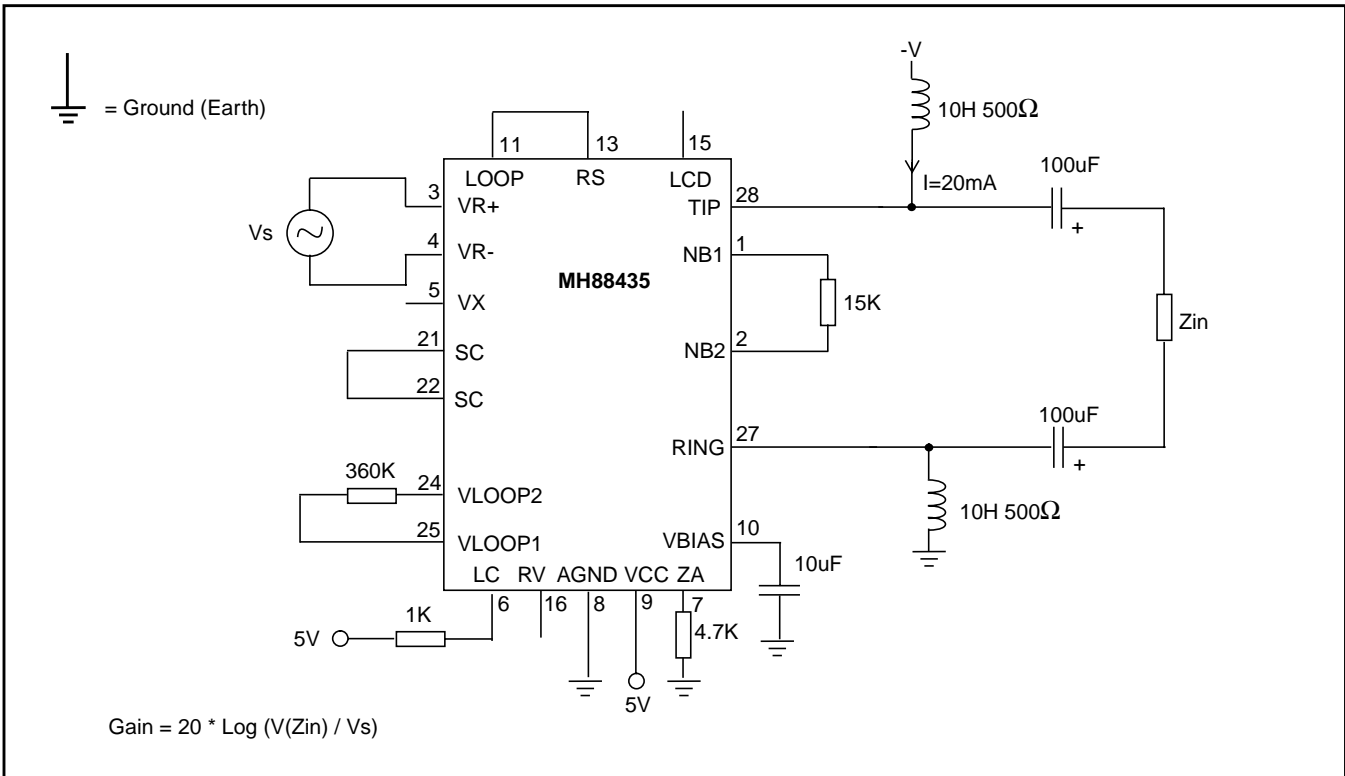 -V
10H 500Ω
= Ground (Earth)
11
13
15
100uF
LOOP
RS
LCD
I=20mA
3
VR+
TIP
28
Vs
4
VR-
NB1
1
MH88435
5
VX
15K
Zin
21
SC
NB2
2
22
SC
100uF
RING
27
360K
24
VLOOP2
10H 500Ω
25
VLOOP1
VBIAS
10
10uF
LC
RV
AGND
VCC
ZA
6
16
8
9
7
1K
4.7K
5V
5V
+
+
Gain = 20 * Log (V(Zin) / Vs)